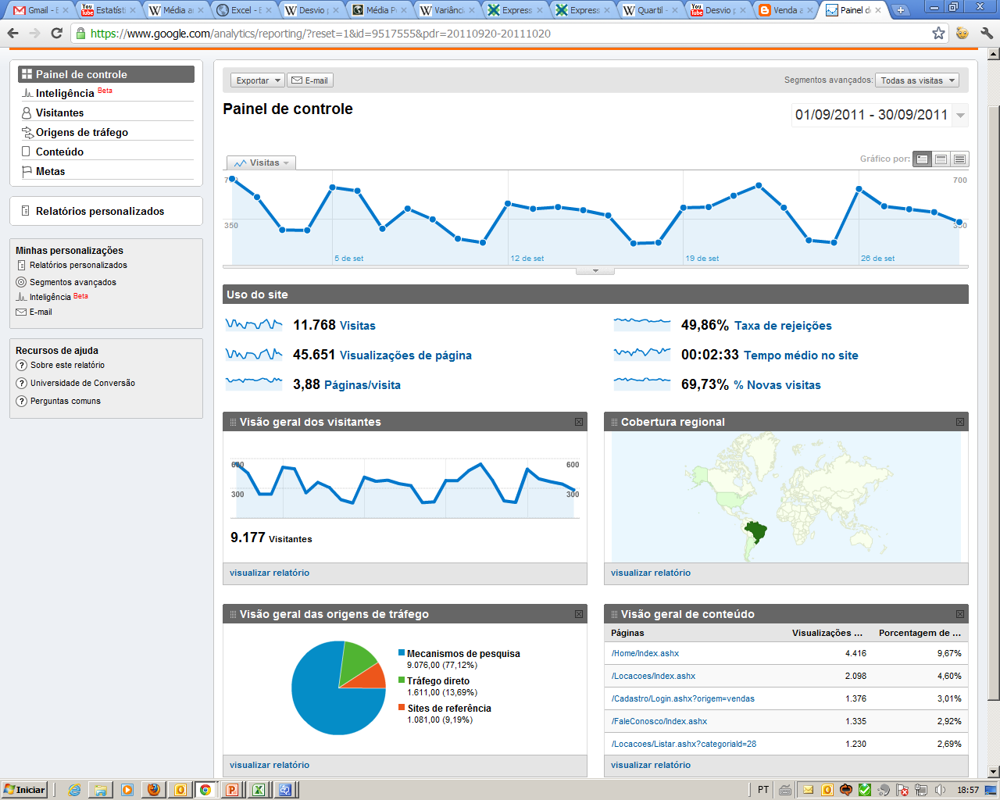 Gmail - E
Estatísti
Média ar
Excel - E
Desvio p
Média Po
Variânci
Express
Express
Quartil -
Desvio p
Venda a
Painel de
https://www.google.com/analytics/reporting/?reset=1&id=9517555&pdr=20110920-20111020
Painel de controle
Inteligência Beta
Visitantes
Origens de tráfego
Conteúdo
Metas
Relatórios personalizados
Minhas personalizações
Relatórios personalizados
Segmentos avançados
Inteligência Beta
E-mail
Recursos de ajuda
Sobre este relatório
Universidade de Conversão
Perguntas comuns
Exportar
E-mail
Segmentos avançados: Todas as visitas
Painel de controle
01/09/2011 - 30/09/2011
Visitas
Gráfico por:
700 700
350 350
5 de set 12 de set 19 de set 26 de set
Uso do site
11.768 Visitas
49,86% Taxa de rejeições
45.651 Visualizações de página
00:02:33 Tempo médio no site
3,88 Páginas/visita
69,73% % Novas visitas
Visão geral dos visitantes
600 600
300 300
9.177 Visitantes
visualizar relatório
Cobertura regional
visualizar relatório
Visão geral das origens de tráfego
Mecanismos de pesquisa
9.076,00 (77,12%)
Tráfego direto
1.611,00 (13,69%)
Sites de referência
1.081,00 (9,19%)
visualizar relatório
Visão geral de conteúdo
Páginas Visualizações ... Porcentagem de ...
/Home/Index.ashx 4.416 9,67%
/Locacoes/Index.ashx 2.098 4,60%
/Cadastro/Login.ashx?origem=vendas 1.376 3,01%
/FaleConosco/Index.ashx 1.335 2,92%
/Locacoes/Listar.ashx?categoriaId=28 1.230 2,69%
visualizar relatório
Iniciar
PT
18:57